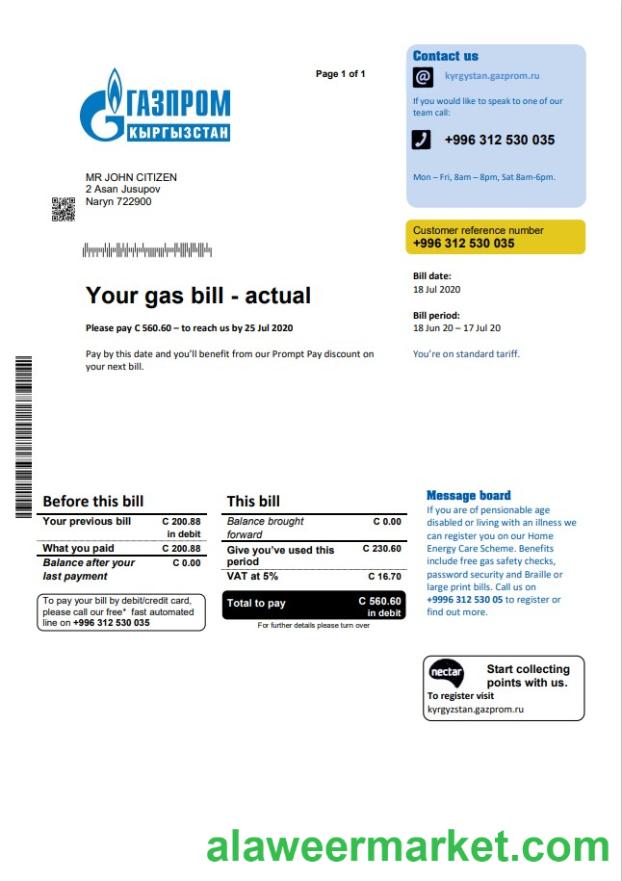 Page 1 of 1
ГАЗПРОМ
КЫРГЫЗСТАН
MR JOHN CITIZEN
2 Asan Jusupov
Naryn 722900
Contact us
@ kyrgystan.gazprom.ru
If you would like to speak to one of our
team call:
+996 312 530 035
Mon – Fri, 8am – 8pm, Sat 8am-6pm.
Customer reference number
+996 312 530 035
Bill date:
18 Jul 2020
Bill period:
18 Jun 20 – 17 Jul 20
You're on standard tariff.
Your gas bill - actual
Please pay C 560.60 – to reach us by 25 Jul 2020
Pay by this date and you'll benefit from our Prompt Pay discount on
your next bill.
Before this bill
Your previous bill C 200.88
in debit
What you paid C 200.88
Balance after your C 0.00
last payment
To pay your bill by debit/credit card,
please call our free* fast automated
line on +996 312 530 035
This bill
Balance brought C 0.00
forward
Give you've used this C 230.60
period
VAT at 5% C 16.70
Total to pay C 560.60
in debit
For further details please turn over
Message board
If you are of pensionable age
disabled or living with an illness we
can register you on our Home
Energy Care Scheme. Benefits
include free gas safety checks,
password security and Braille or
large print bills. Call us on
+9996 312 530 05 to register or
find out more.
nectar
Start collecting
points with us.
To register visit
kyrgyzstan.gazprom.ru
alaweermarket.com